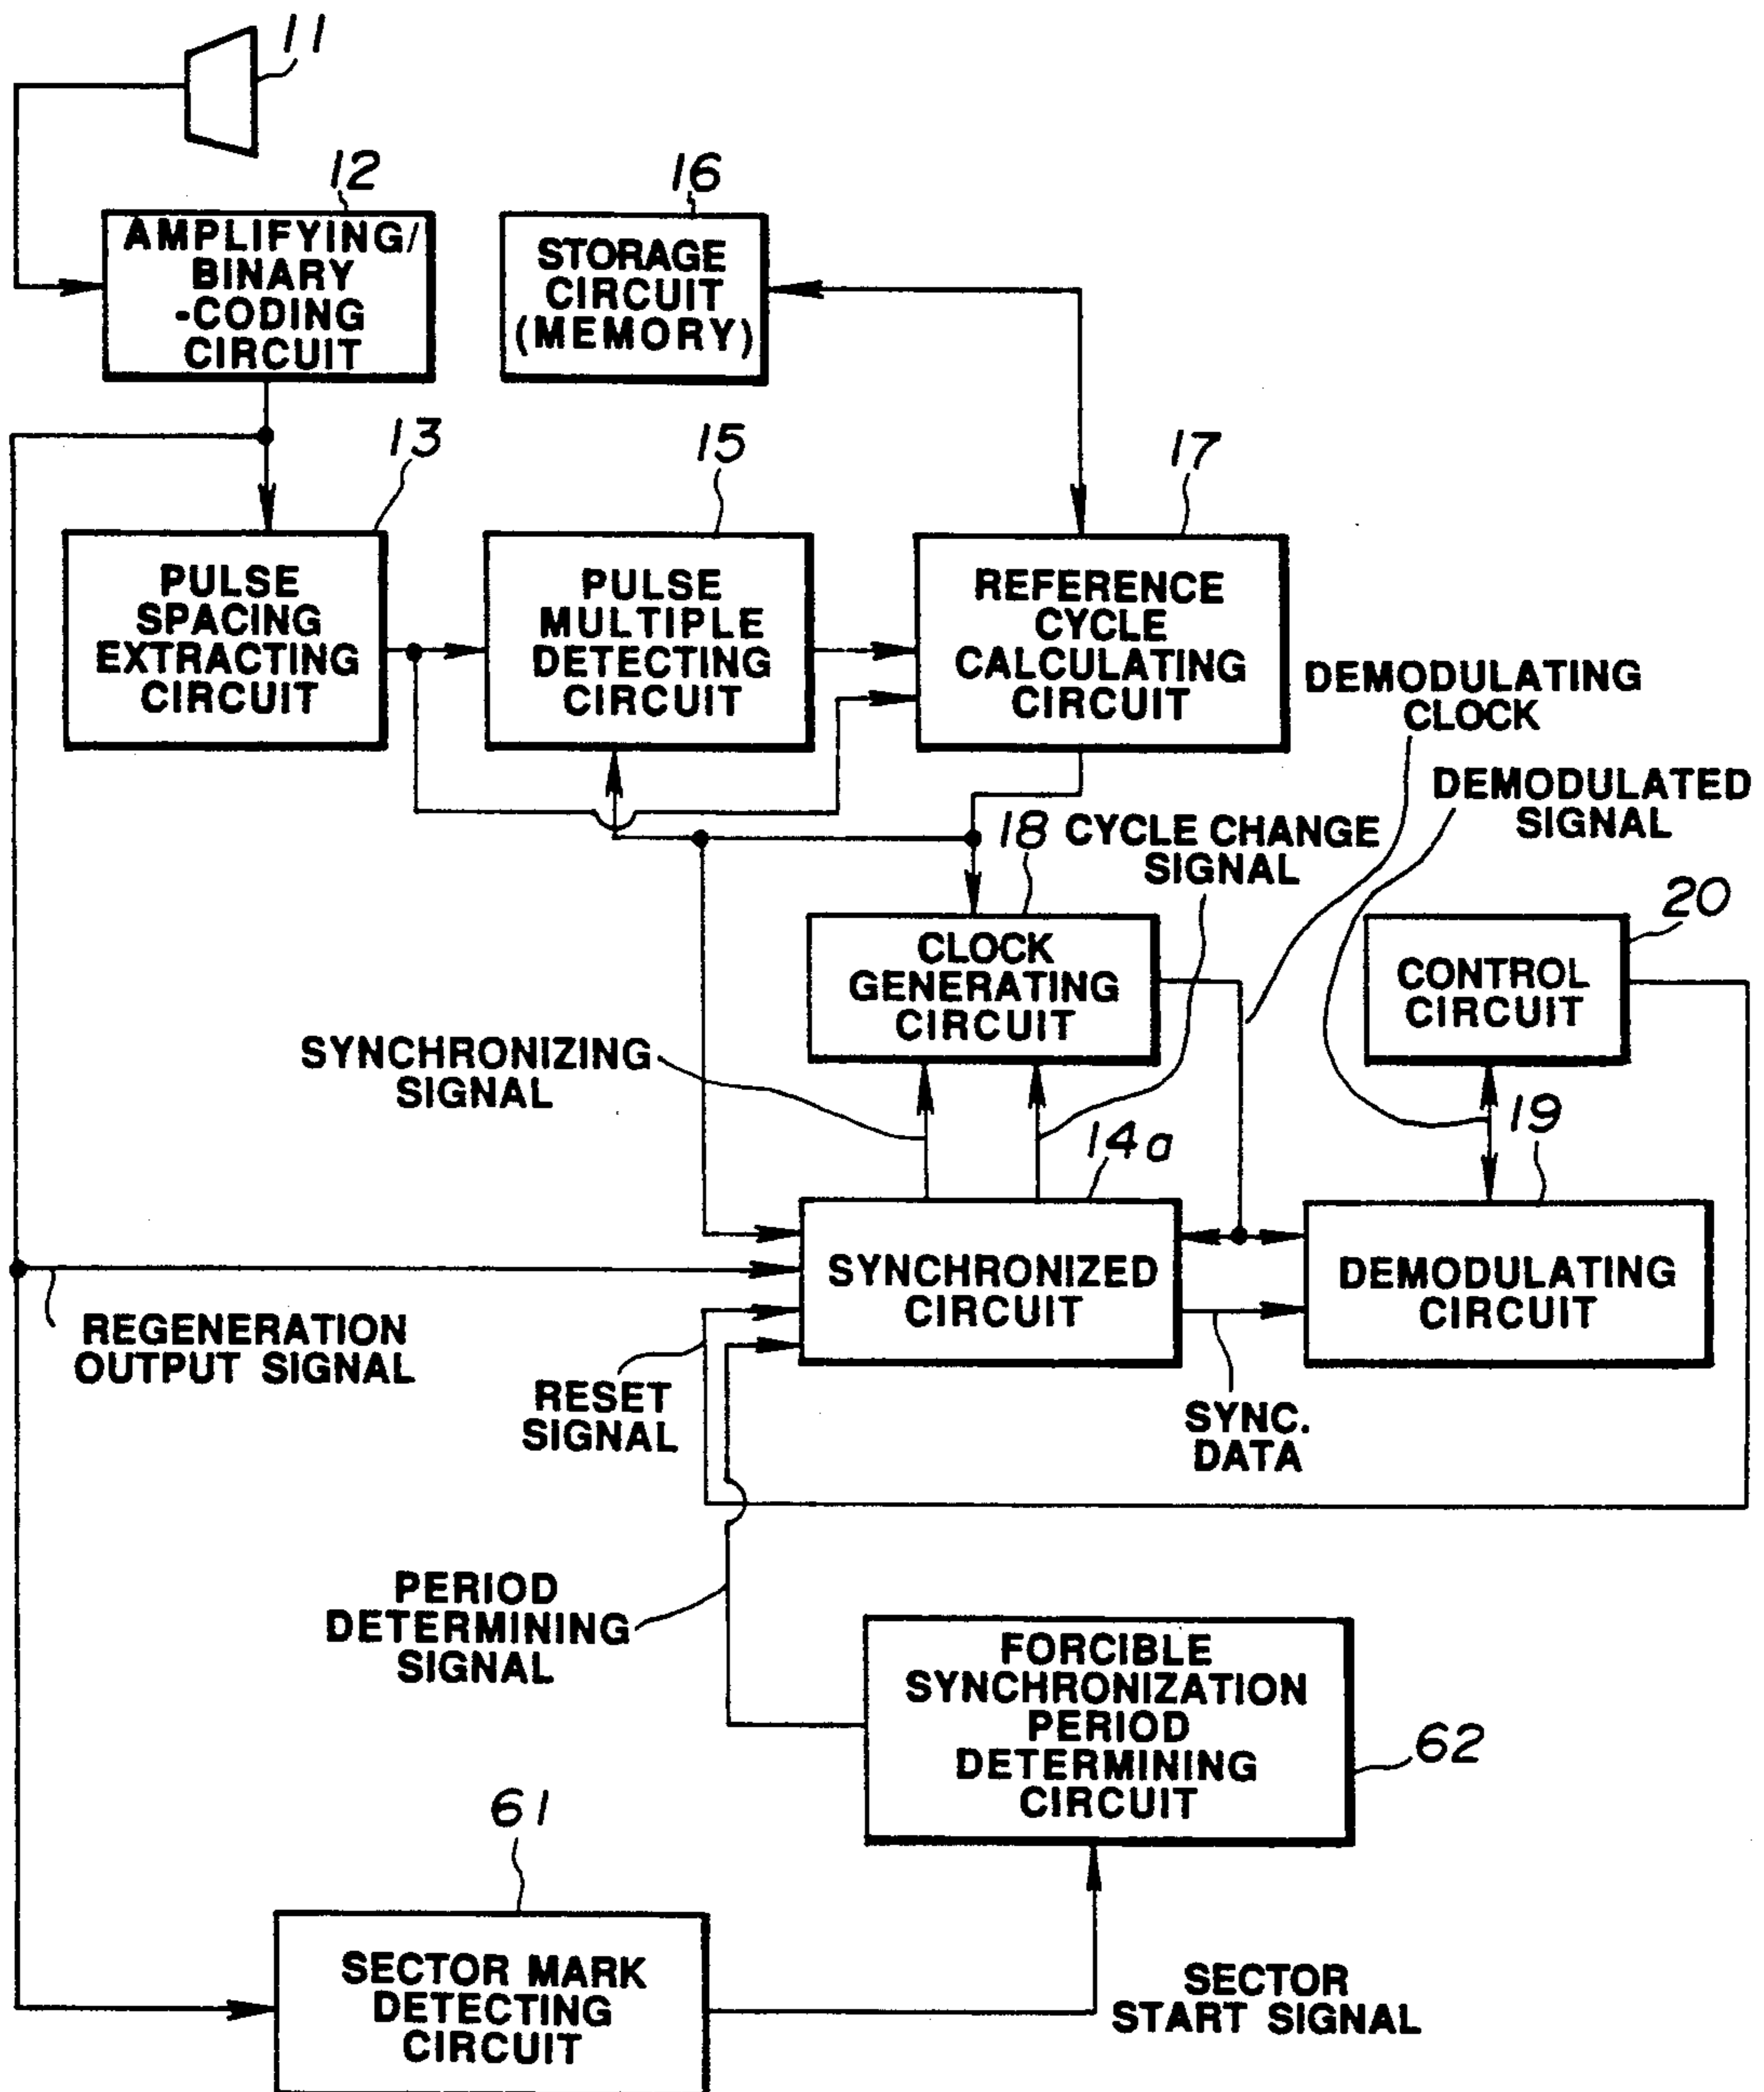 11
12
AMPLIFYING/
BINARY
-CODING
CIRCUIT
16
STORAGE
CIRCUIT
(MEMORY)
13
PULSE
SPACING
EXTRACTING
CIRCUIT
15
PULSE
MULTIPLE
DETECTING
CIRCUIT
17
REFERENCE
CYCLE
CALCULATING
CIRCUIT
DEMODULATING
CLOCK
DEMODULATED
SIGNAL
18
CYCLE CHANGE
SIGNAL
CLOCK
GENERATING
CIRCUIT
20
CONTROL
CIRCUIT
SYNCHRONIZING
SIGNAL
14a
SYNCHRONIZED
CIRCUIT
19
DEMODULATING
CIRCUIT
REGENERATION
OUTPUT SIGNAL
RESET
SIGNAL
SYNC.
DATA
PERIOD
DETERMINING
SIGNAL
FORCIBLE
SYNCHRONIZATION
PERIOD
DETERMINING
CIRCUIT
62
61
SECTOR MARK
DETECTING
CIRCUIT
SECTOR
START SIGNAL